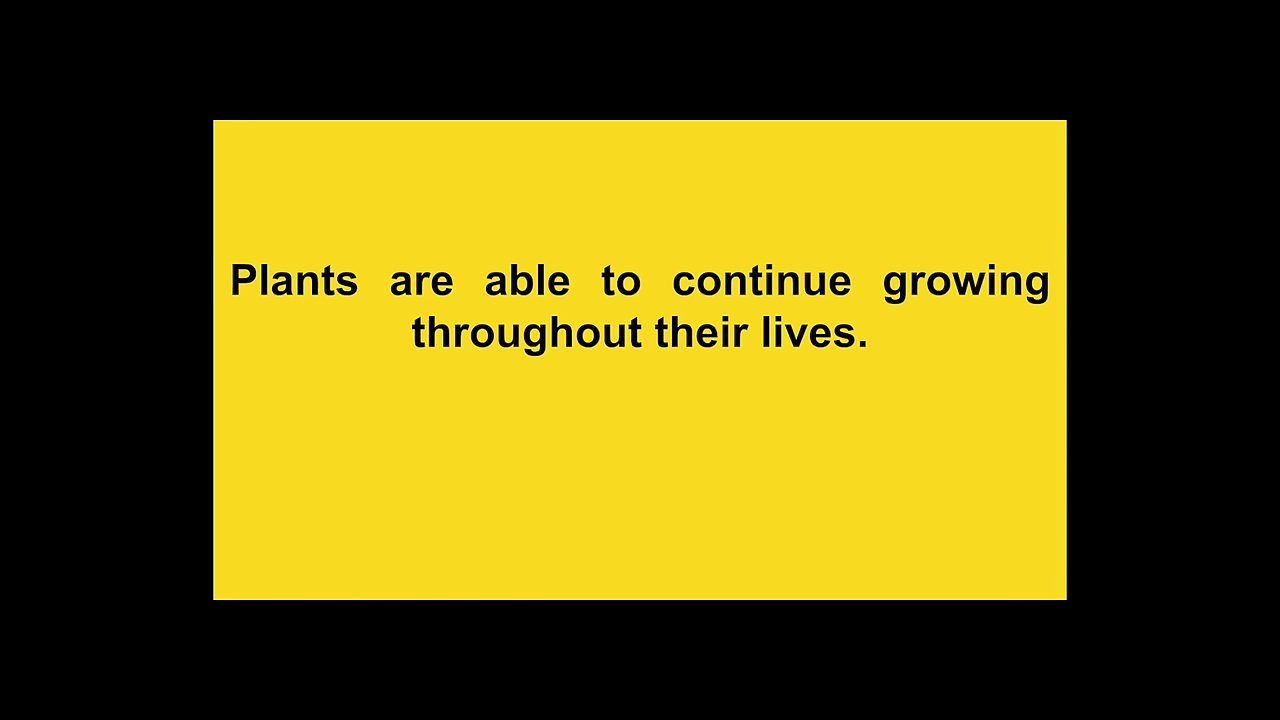 Plants are able to continue growing
throughout their lives.